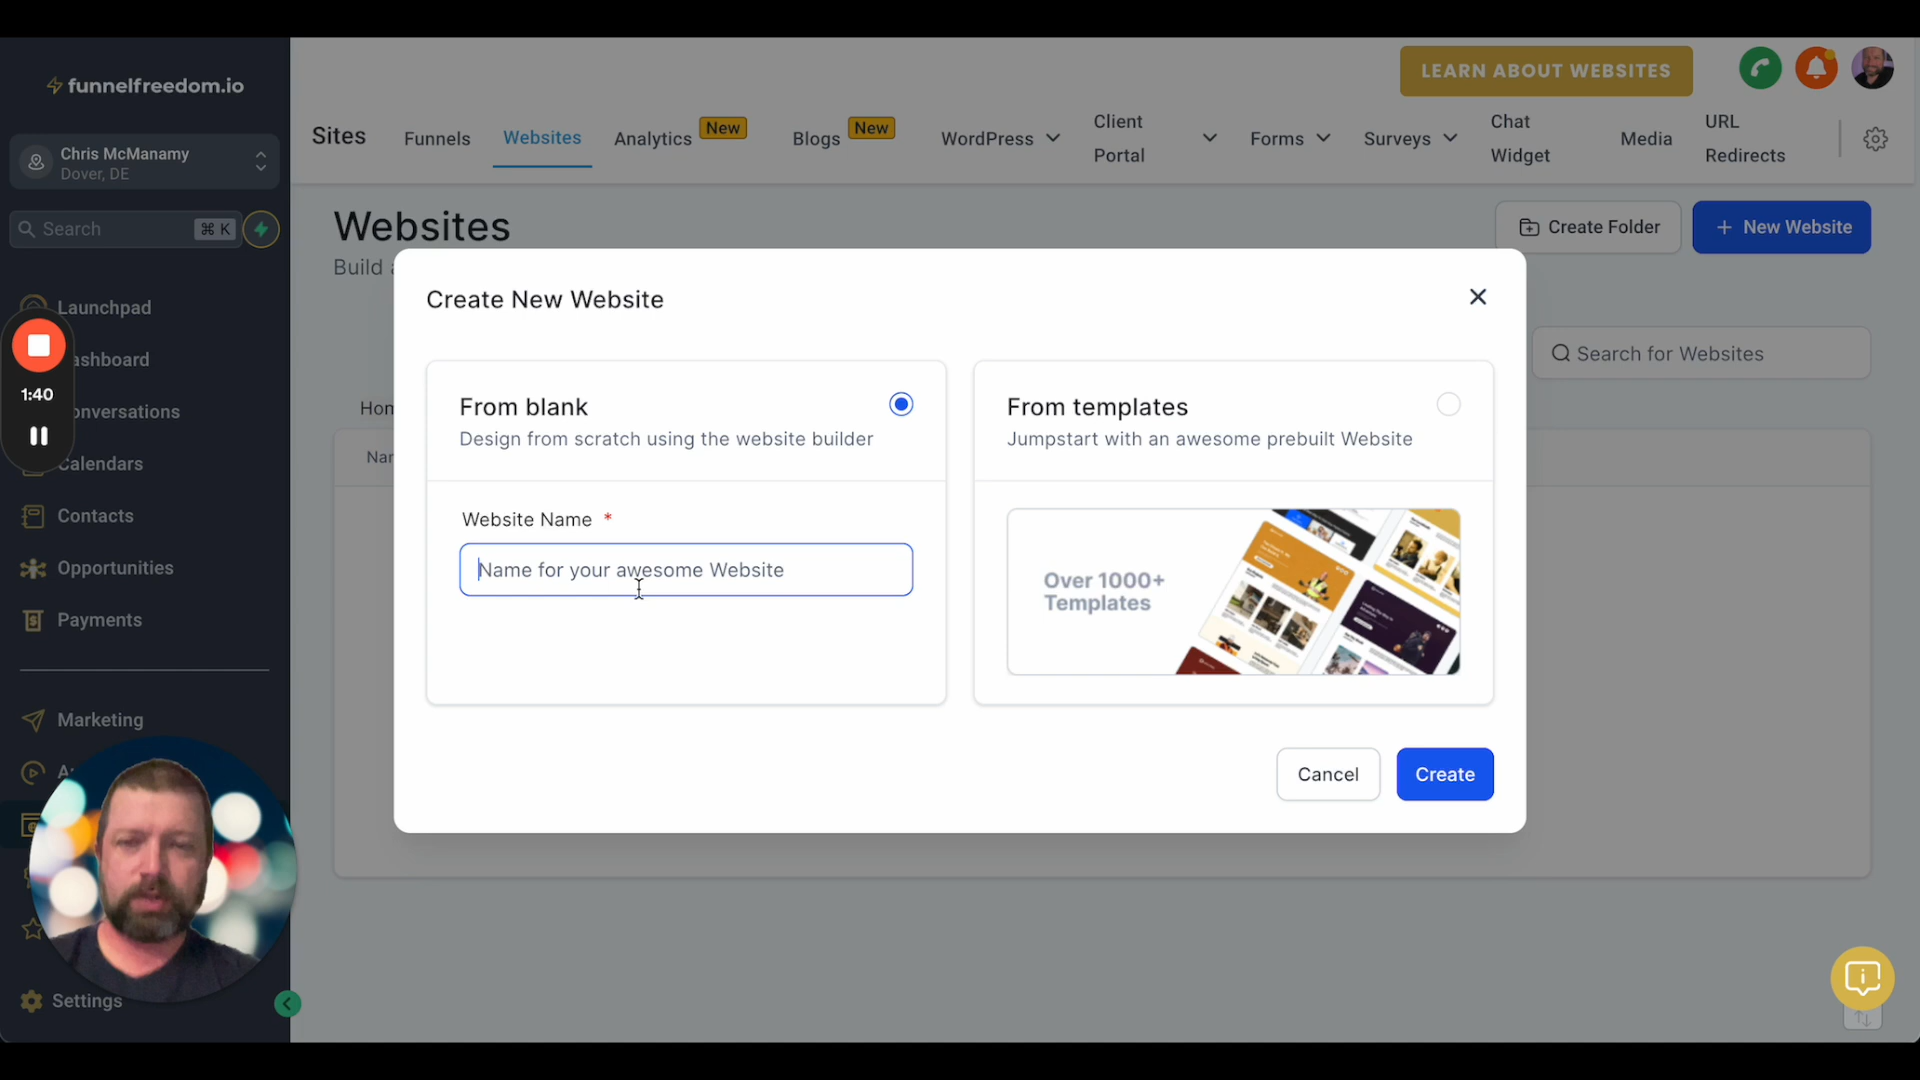 funnelfreedom.io
Chris McManamy
Dover, DE
Search ⌘ K
Launchpad
ashboard
onversations
Calendars
Contacts
Opportunities
Payments
Marketing
Settings
1:40
LEARN ABOUT WEBSITES
Sites
Funnels
Websites
Analytics New
Blogs New
WordPress
Client
Portal
Forms
Surveys
Chat
Widget
Media
URL
Redirects
Websites
Build
Create Folder
+ New Website
Search for Websites
Hom
Nar
Create New Website
From blank
Design from scratch using the website builder
Website Name *
Name for your awesome Website
From templates
Jumpstart with an awesome prebuilt Website
Over 1000+
Templates
Cancel
Create